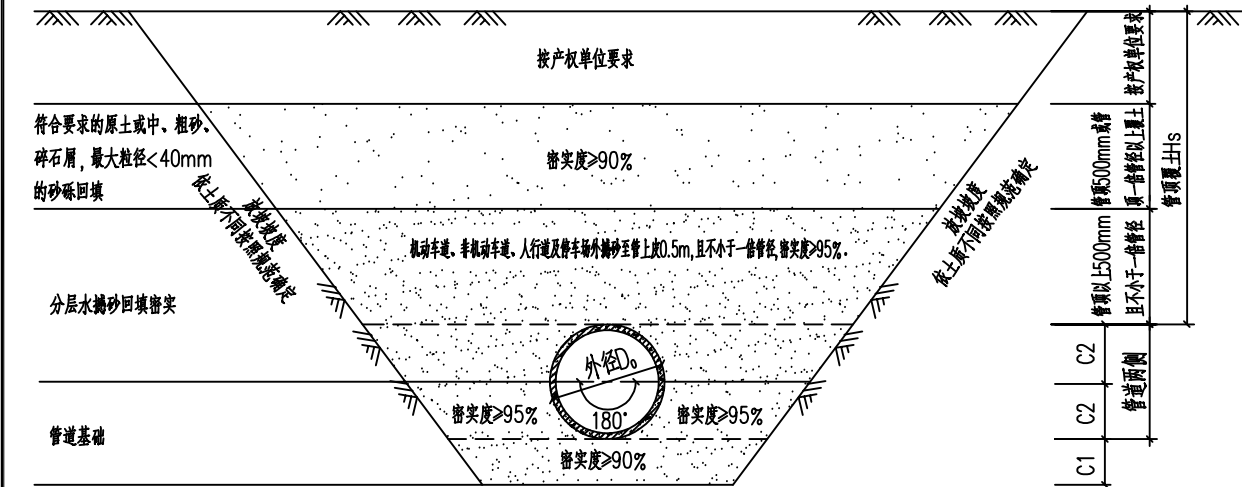 按产权单位要求
符合要求的原土或中、粗砂、
碎石屑，最大粒径<40mm
的砂砾回填
密实度≥90%
放坡坡度
依土质不同按照规范确定
放坡坡度
依土质不同按照规范确定
机动车道、非机动车道、人行道及停车场外撼砂至管上皮0.5m,且不小于一倍管径,密实度≥95%.
分层水撼砂回填密实
外径D₀
180°
密实度≥95%
密实度≥95%
管道基础
密实度≥90%
按产权单位要求
管顶500mm或管
顶一倍管径以上覆土
管顶覆土Hs
管顶以上500mm
且不小于一倍管径
C2
C2
管道两侧
C1